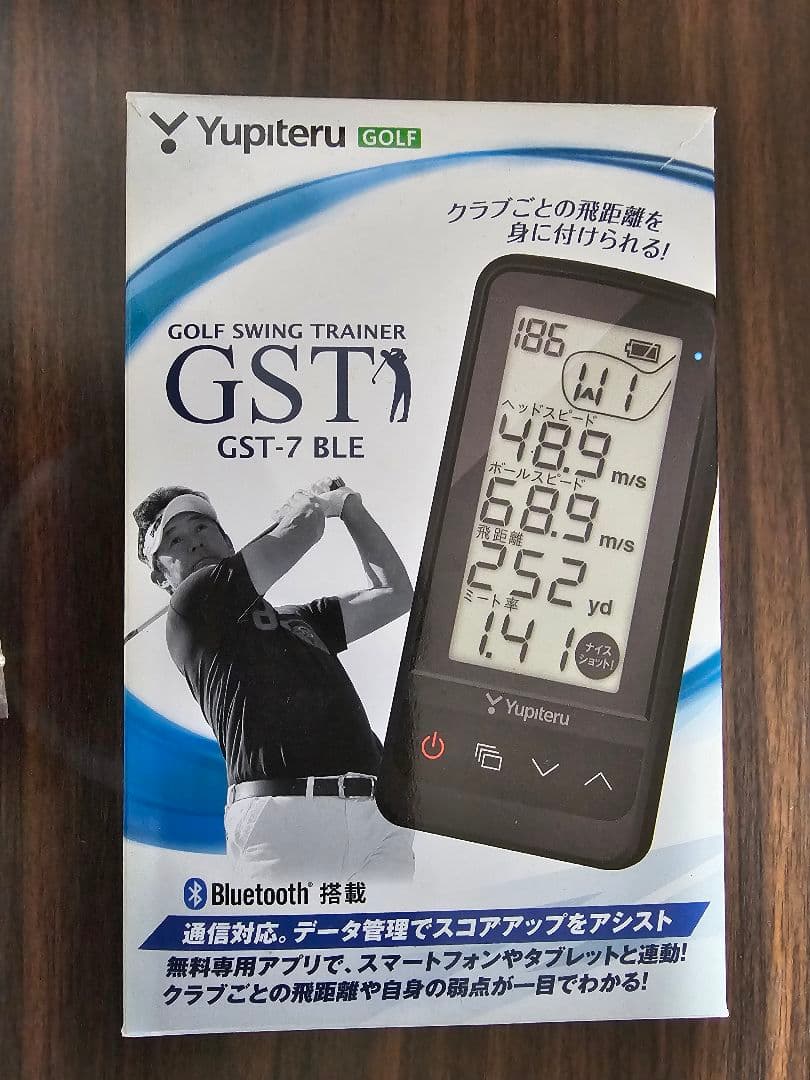 Yupiteru GOLF
クラブごとの飛距離を
身に付けられる!
GOLF SWING TRAINER
GST
GST-7 BLE
186
W1
ヘッドスピード
48.9 m/s
ボールスピード
68.9 m/s
飛距離
252 yd
ミート率
1.41
ナイス
ショット!
Yupiteru
Bluetooth® 搭載
通信対応。データ管理でスコアアップをアシスト
無料専用アプリで、スマートフォンやタブレットと連動!
クラブごとの飛距離や自身の弱点が一目でわかる!